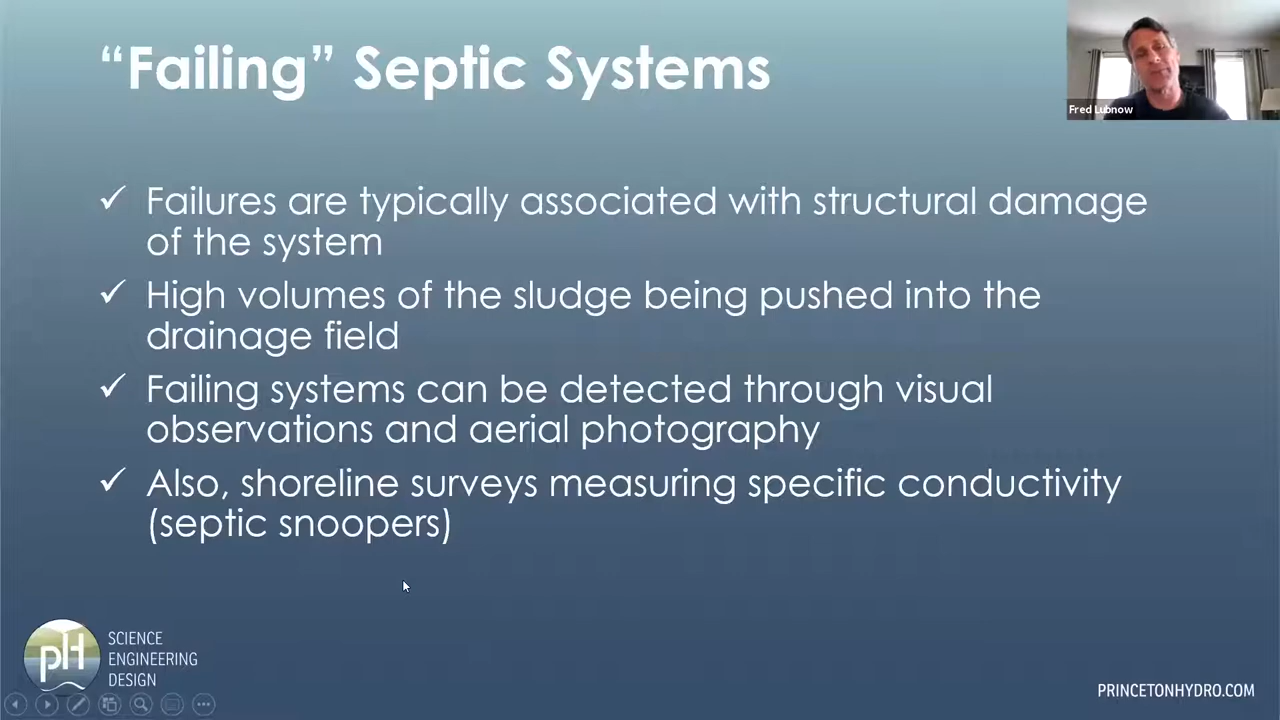 “Failing” Septic Systems
Fred Lubnow
✓ Failures are typically associated with structural damage
of the system
✓ High volumes of the sludge being pushed into the
drainage field
✓ Failing systems can be detected through visual
observations and aerial photography
✓ Also, shoreline surveys measuring specific conductivity
(septic snoopers)
pH
SCIENCE
ENGINEERING
DESIGN
PRINCETONHYDRO.COM